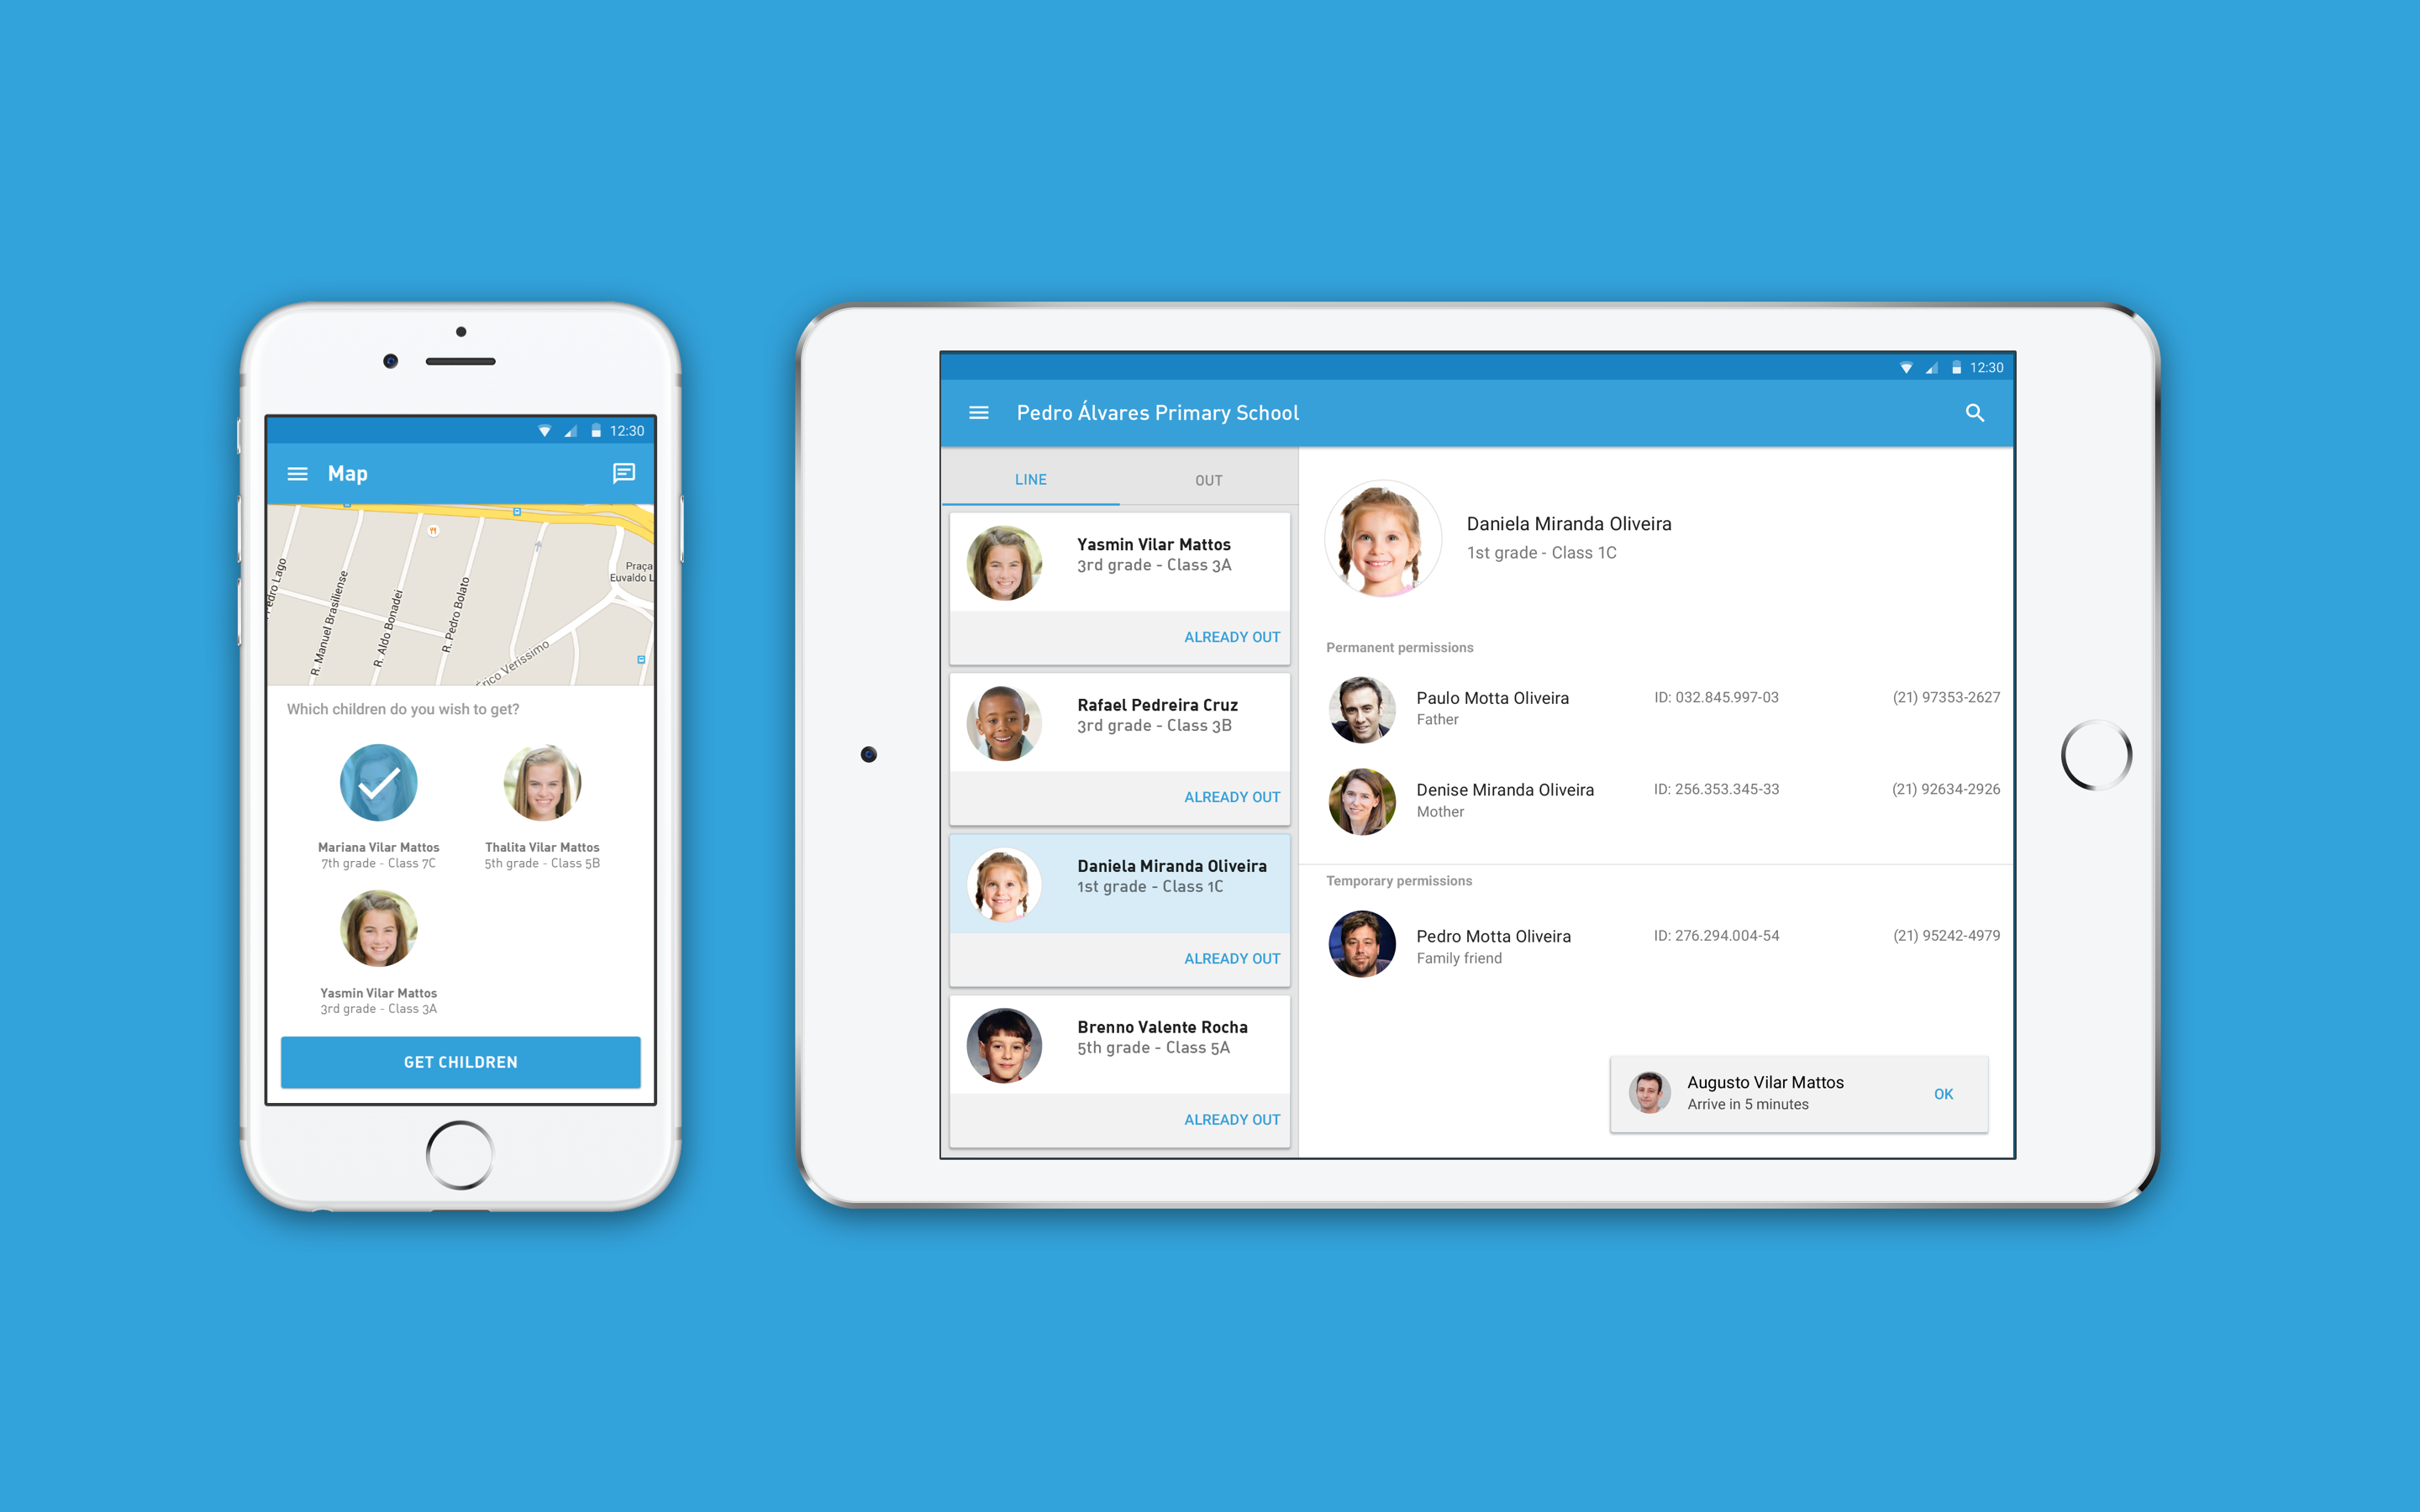 12:30
Map
Pedro Lago
R. Manuel Brasiliense
R. Aldo Bonadei
R. Pedro Bolato
Érico Verissimo
Praça
Euvaldo L
Which children do you wish to get?
Mariana Vilar Mattos
7th grade - Class 7C
Thalita Vilar Mattos
5th grade - Class 5B
Yasmin Vilar Mattos
3rd grade - Class 3A
GET CHILDREN
12:30
Pedro Álvares Primary School
LINE
OUT
Yasmin Vilar Mattos
3rd grade - Class 3A
ALREADY OUT
Rafael Pedreira Cruz
3rd grade - Class 3B
ALREADY OUT
Daniela Miranda Oliveira
1st grade - Class 1C
ALREADY OUT
Brenno Valente Rocha
5th grade - Class 5A
ALREADY OUT
Daniela Miranda Oliveira
1st grade - Class 1C
Permanent permissions
Paulo Motta Oliveira ID: 032.845.997-03 (21) 97353-2627
Father
Denise Miranda Oliveira ID: 256.353.345-33 (21) 92634-2926
Mother
Temporary permissions
Pedro Motta Oliveira ID: 276.294.004-54 (21) 95242-4979
Family friend
Augusto Vilar Mattos
Arrive in 5 minutes
OK